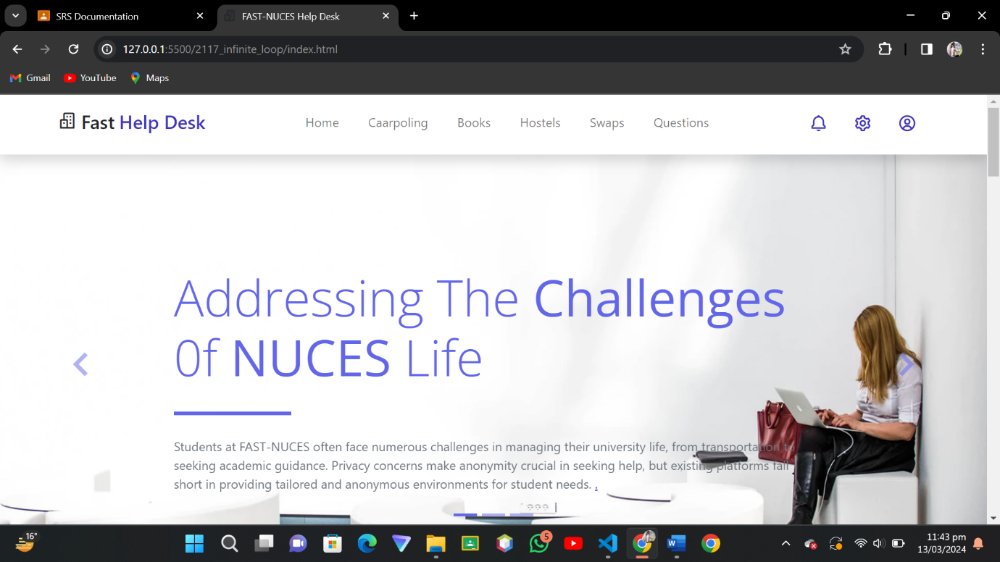 SRS Documentation
FAST-NUCES Help Desk
127.0.0.1:5500/2117_infinite_loop/index.html
Gmail YouTube Maps
Fast Help Desk Home Caarpoling Books Hostels Swaps Questions
Addressing The Challenges
0f NUCES Life
Students at FAST-NUCES often face numerous challenges in managing their university life, from transportation to
seeking academic guidance. Privacy concerns make anonymity crucial in seeking help, but existing platforms fall
short in providing tailored and anonymous environments for student needs. .
16°
5
11:43 pm
13/03/2024